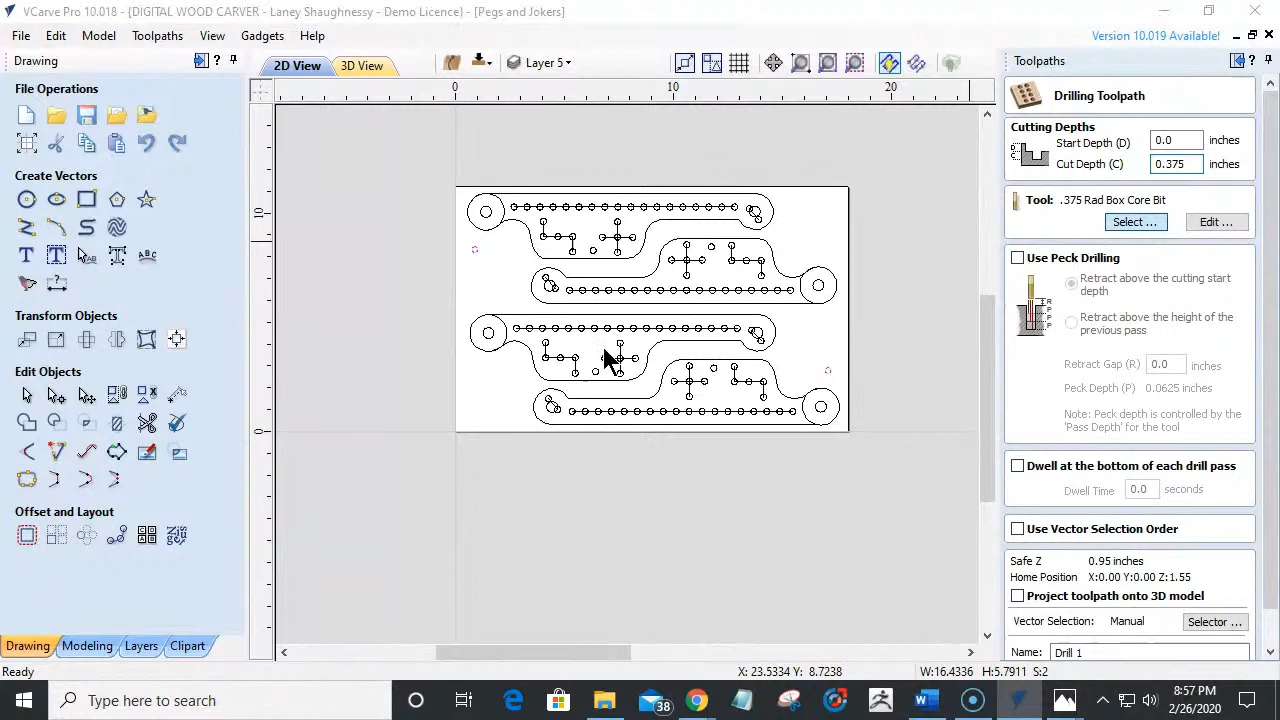 VCarve Pro 10.018 - {DIGITAL WOOD CARVER - Laney Shaughnessy - Demo Licence} - [Pegs and Jokers]
File Edit Model Toolpaths View Gadgets Help Version 10.019 Available!
Drawing ? 2D View 3D View Layer 5 Toolpaths ?
File Operations
0 10 20
10
0
Create Vectors
Transform Objects
Edit Objects
Offset and Layout
Drilling Toolpath
Cutting Depths
Start Depth (D) 0.0 inches
Cut Depth (C) 0.375 inches
Tool: .375 Rad Box Core Bit
Select ... Edit ...
Use Peck Drilling
Retract above the cutting start
depth
Retract above the height of the
previous pass
Retract Gap (R) 0.0 inches
Peck Depth (P) 0.0625 inches
Note: Peck depth is controlled by the
'Pass Depth' for the tool
Dwell at the bottom of each drill pass
Dwell Time 0.0 seconds
Use Vector Selection Order
Safe Z 0.95 inches
Home Position X:0.00 Y:0.00 Z:1.55
Project toolpath onto 3D model
Vector Selection: Manual Selector ...
Name: Drill 1
Drawing Modeling Layers Clipart
Ready X: 23.5334 Y: 8.7238 W:16.4336 H:5.7911 S:2
Type here to search
38
8:57 PM
2/26/2020